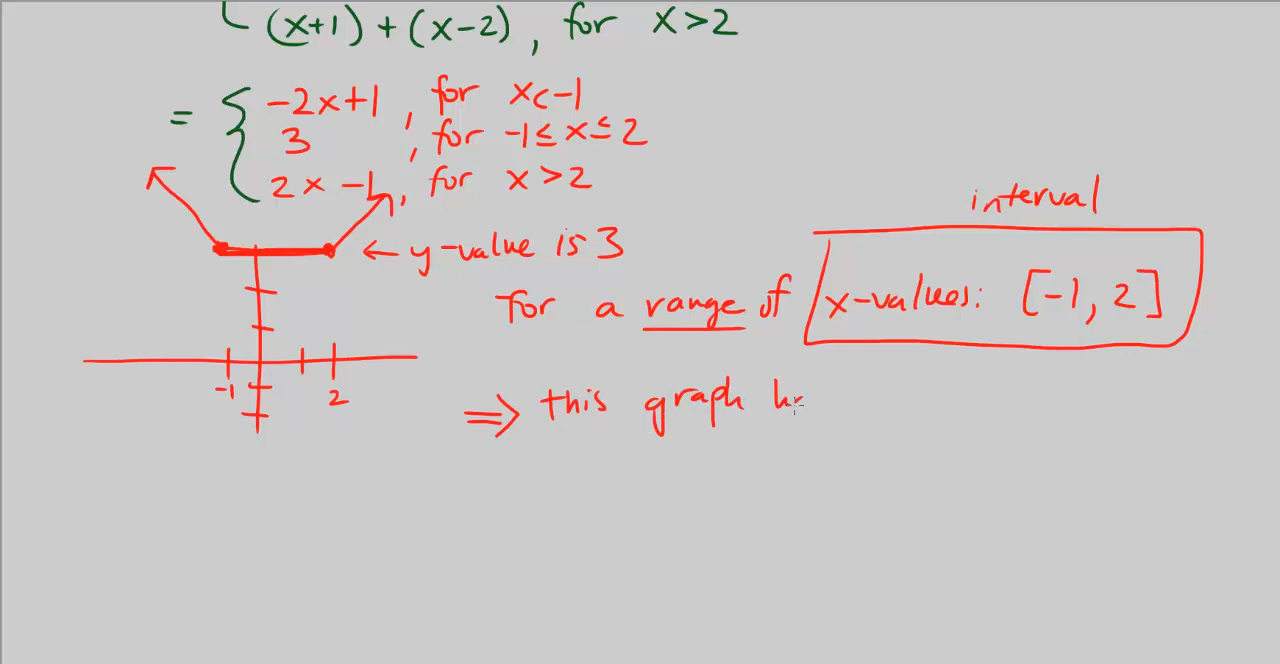 (x+1) + (x-2), for x>2
= { -2x+1, for x<-1
3, for -1≤x≤2
2x-1, for x>2
interval
← y-value is 3
for a range of x-values: [-1, 2]
-1 2
⇒ this graph